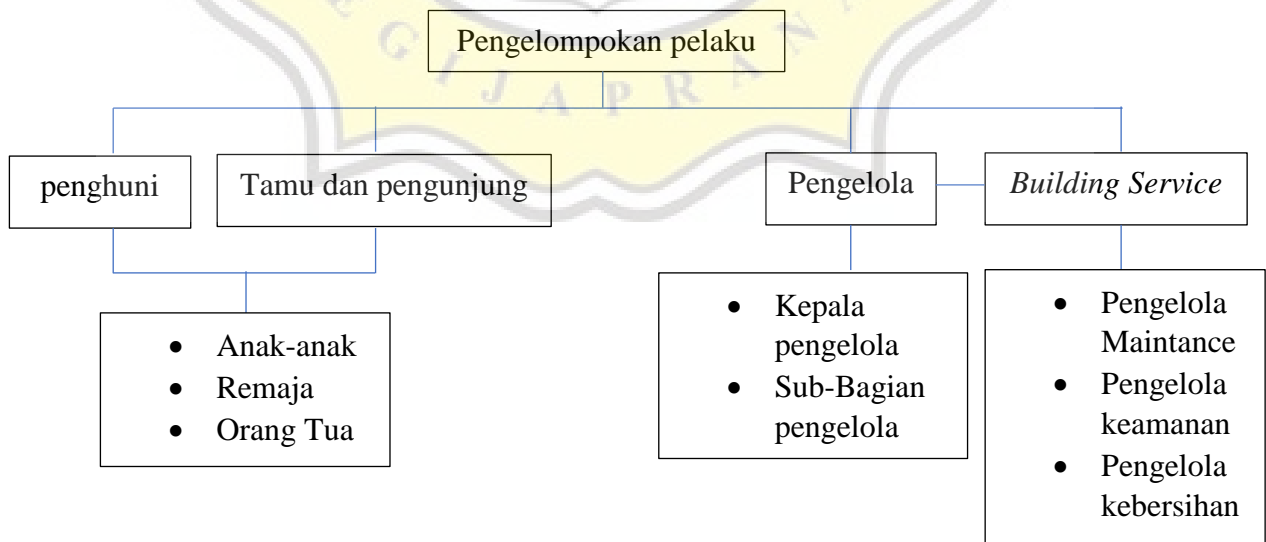 Pengelompokan pelaku
GIJAPRANA
penghuni
Tamu dan pengunjung
Pengelola
Building Service
• Anak-anak
• Remaja
• Orang Tua
• Kepala
pengelola
• Sub-Bagian
pengelola
• Pengelola
Maintance
• Pengelola
keamanan
• Pengelola
kebersihan